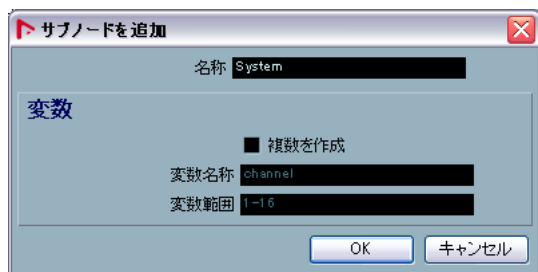 サブノードを追加
名称 System
変数
複数を作成
変数名称 channel
変数範囲 1-16
OK キャンセル